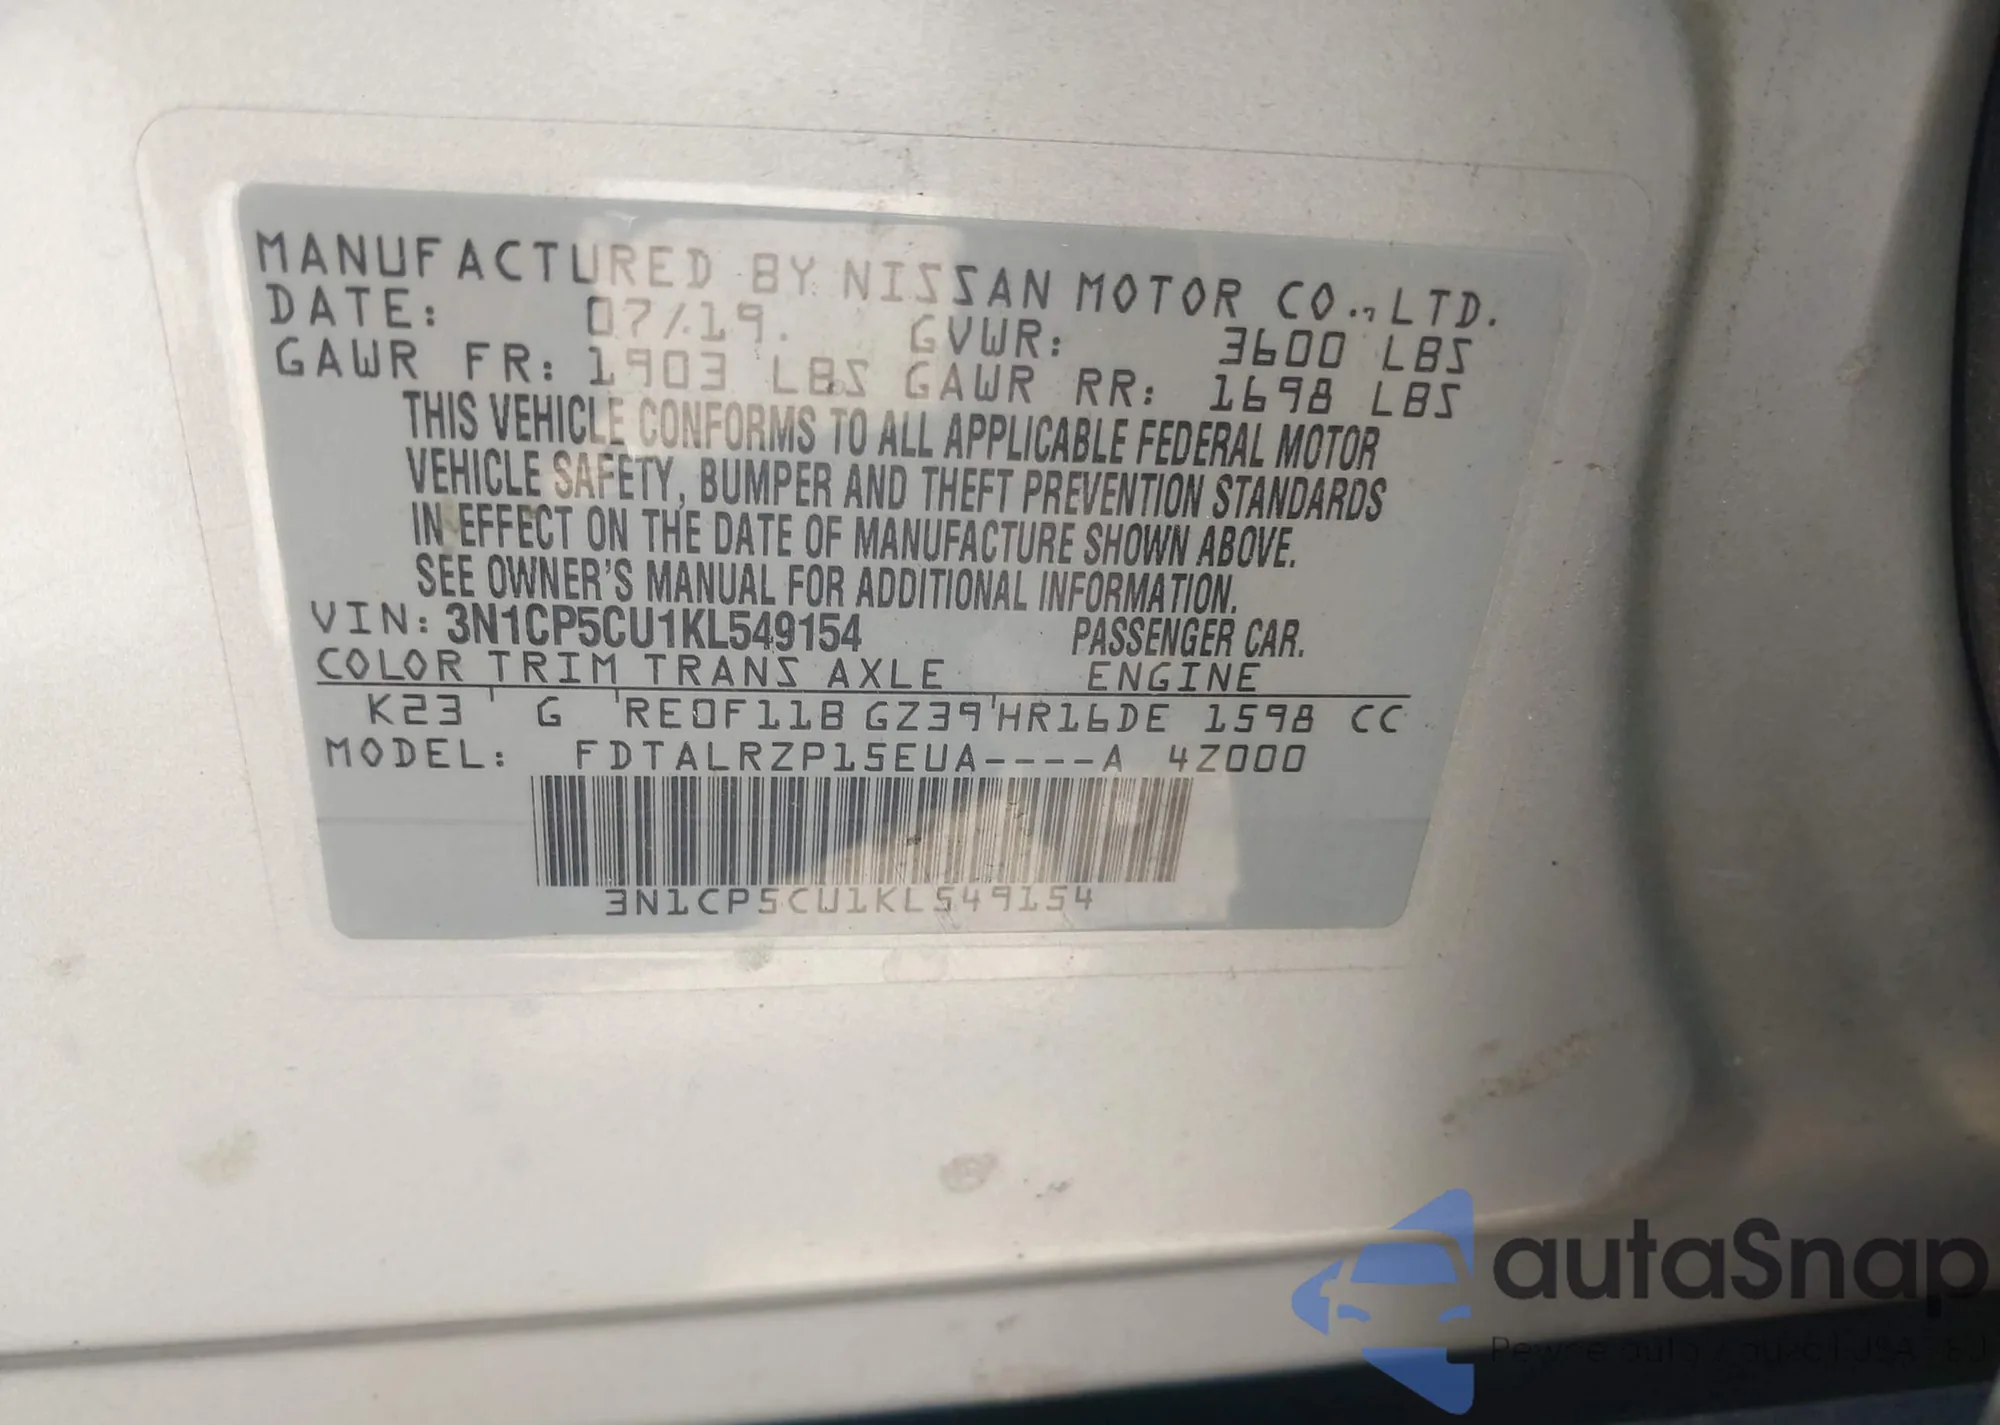 MANUFACTURED BY NISSAN MOTOR CO., LTD.
DATE: 07/19. GVWR: 3600 LBS
GAWR FR: 1903 LBS GAWR RR: 1698 LBS
THIS VEHICLE CONFORMS TO ALL APPLICABLE FEDERAL MOTOR
VEHICLE SAFETY, BUMPER AND THEFT PREVENTION STANDARDS
IN EFFECT ON THE DATE OF MANUFACTURE SHOWN ABOVE.
SEE OWNER'S MANUAL FOR ADDITIONAL INFORMATION.
VIN: 3N1CP5CU1KL549154 PASSENGER CAR.
COLOR TRIM TRANS AXLE ENGINE
K23 G RE0F11B GZ39 HR16DE 1598 CC
MODEL: FDTALRZP15EUA----A 4Z000
3N1CP5CU1KL549154
autaSnap